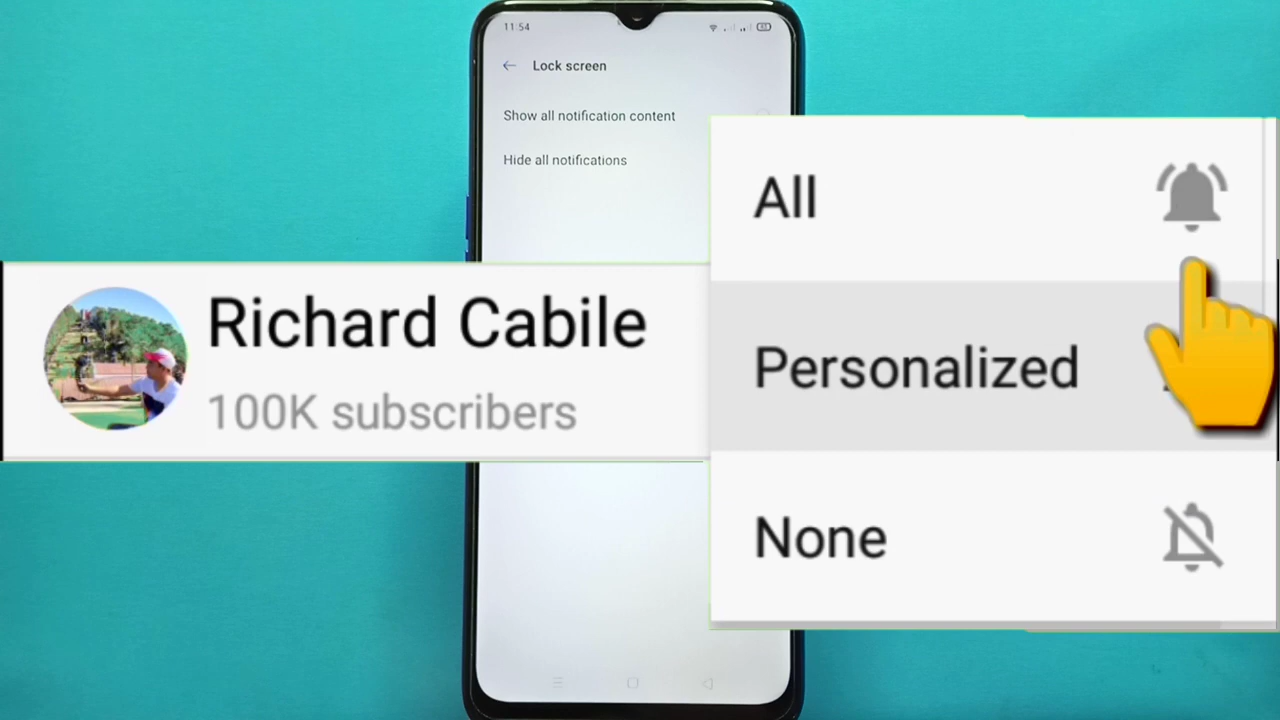 11:54
Lock screen
Show all notification content
Hide all notifications
Richard Cabile
100K subscribers
All
Personalized
None